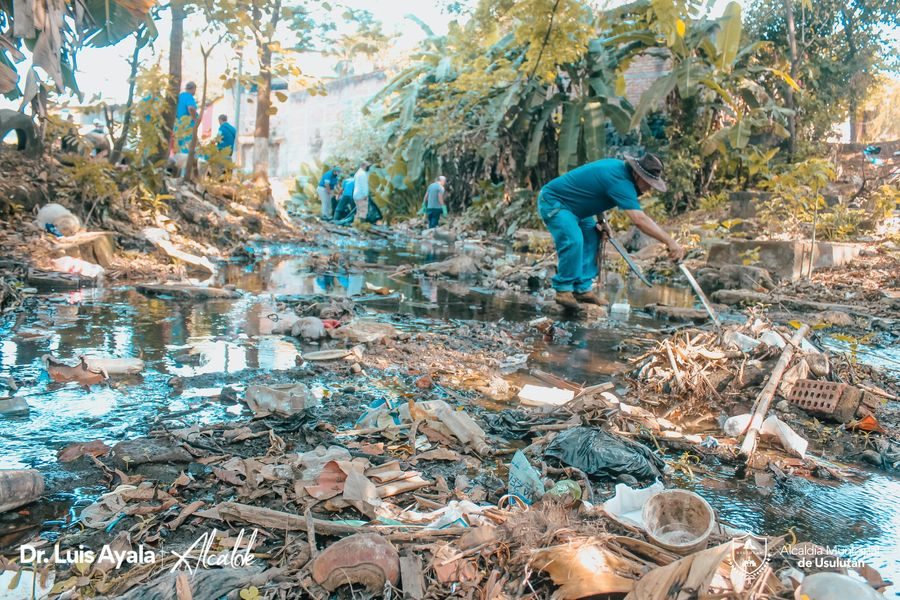 Dr. Luis Ayala | Alcalde
Alcaldía Municipal
de Usulután